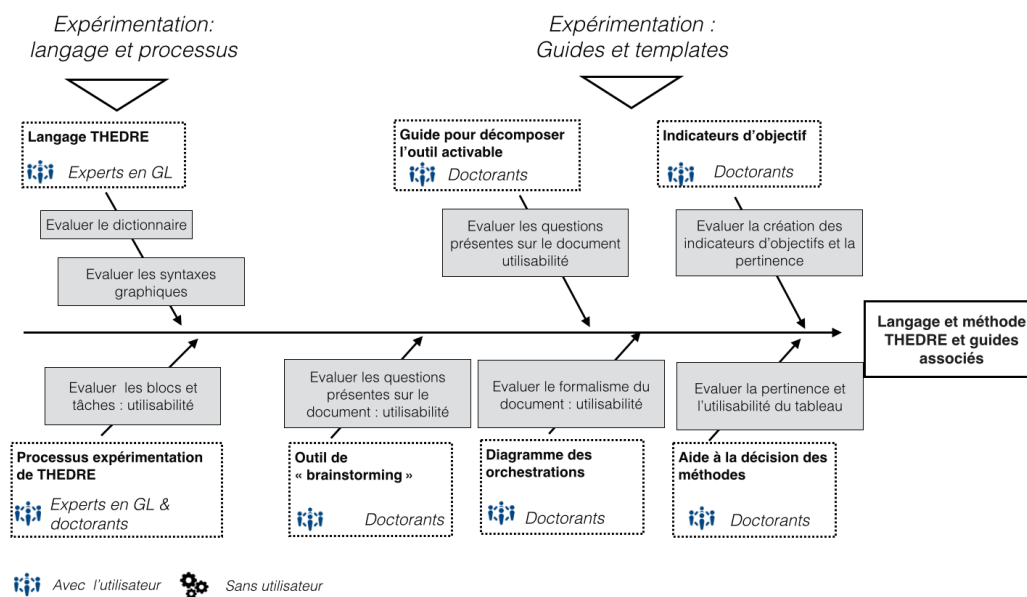 Expérimentation:
langage et processus
Expérimentation :
Guides et templates
Langage THEDRE
Experts en GL
Guide pour décomposer
l'outil activable
Doctorants
Indicateurs d'objectif
Doctorants
Evaluer le dictionnaire
Evaluer les syntaxes
graphiques
Evaluer les questions
présentes sur le document
utilisabilité
Evaluer la création des
indicateurs d'objectifs et la
pertinence
Langage et méthode
THEDRE et guides
associés
Evaluer les blocs et
tâches : utilisabilité
Evaluer les questions
présentes sur le
document : utilisabilité
Evaluer le formalisme du
document : utilisabilité
Evaluer la pertinence et
l'utilisabilité du tableau
Processus expérimentation
de THEDRE
Experts en GL &
doctorants
Outil de
« brainstorming »
Doctorants
Diagramme des
orchestrations
Doctorants
Aide à la décision des
méthodes
Doctorants
Avec l'utilisateur
Sans utilisateur